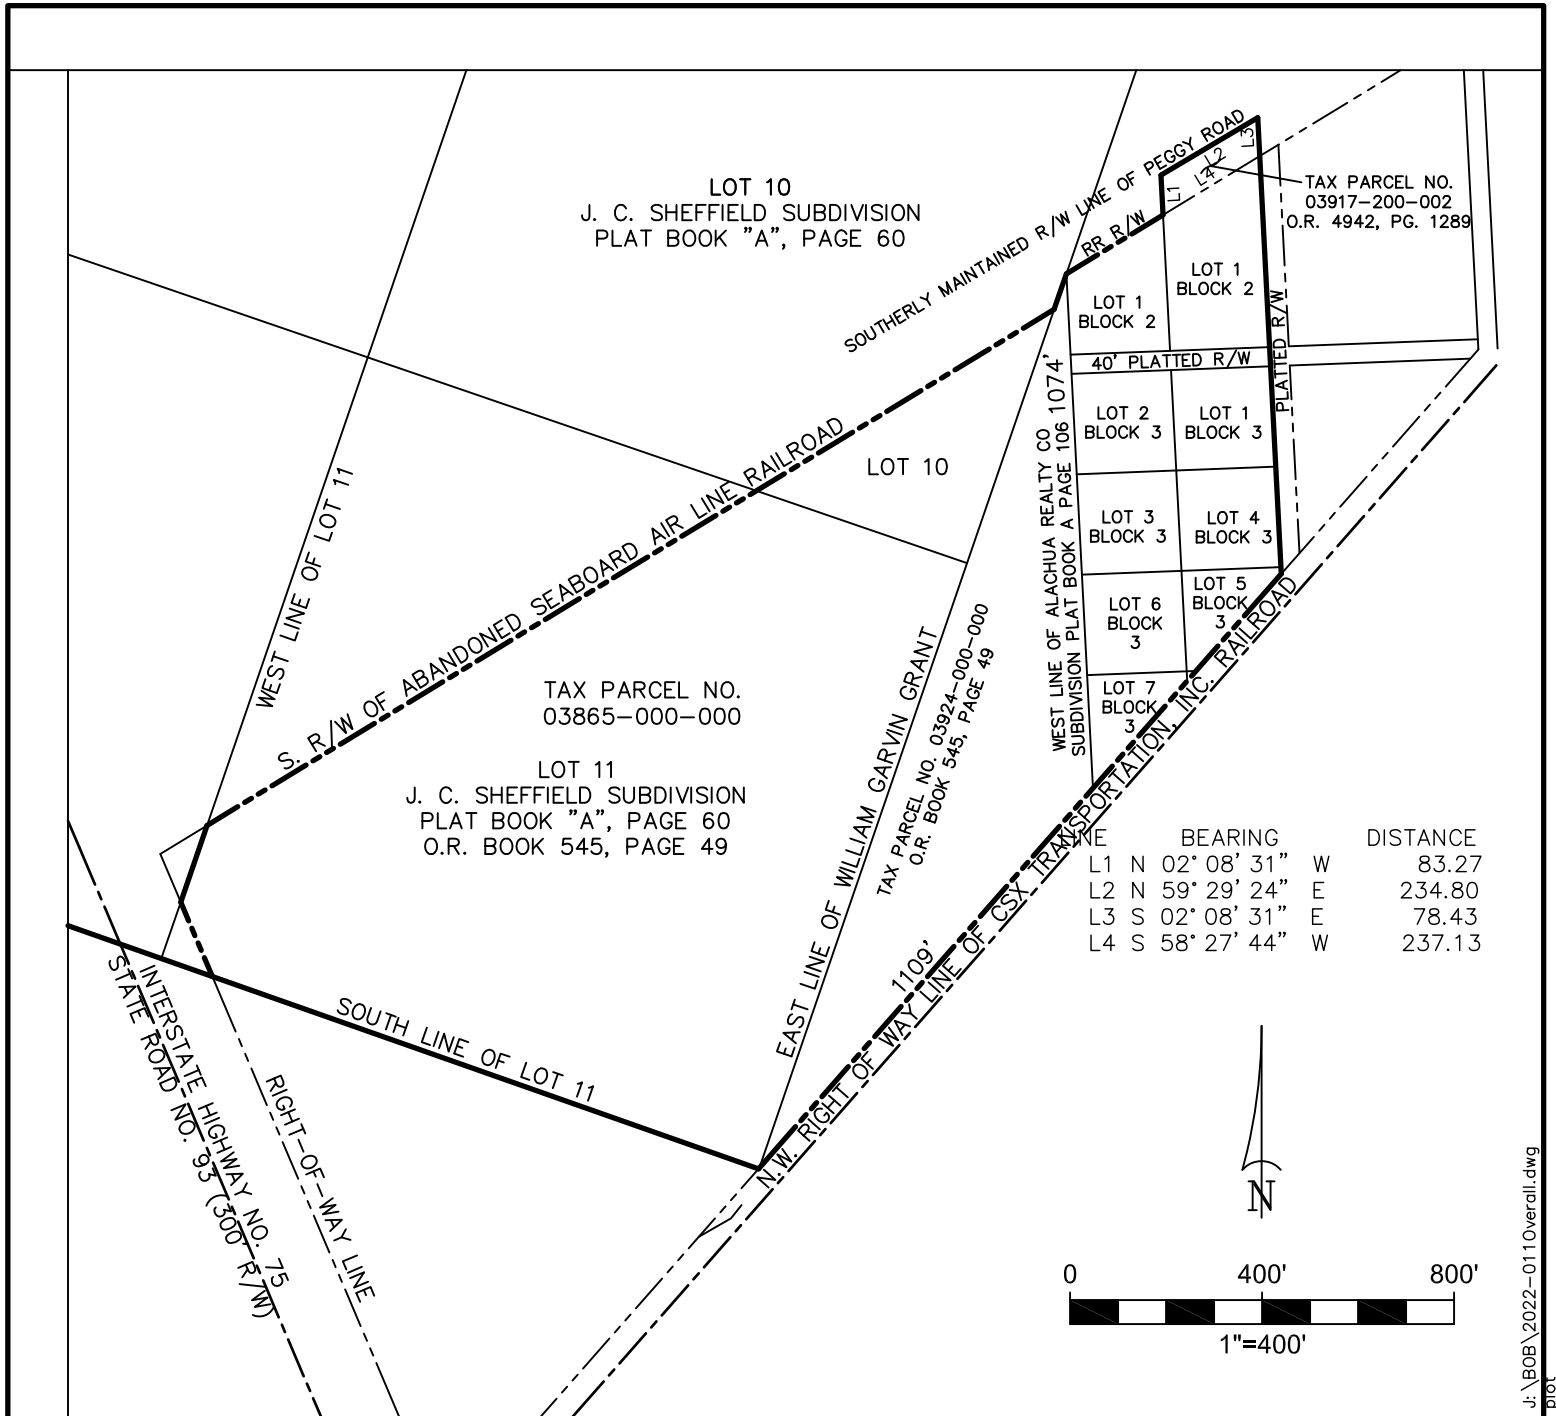 LOT 10
J. C. SHEFFIELD SUBDIVISION
PLAT BOOK "A", PAGE 60
SOUTHERLY MAINTAINED R/W LINE OF PEGGY ROAD
RR R/W
L1
L2
L4
L3
TAX PARCEL NO.
03917-200-002
O.R. 4942, PG. 1289
LOT 1
BLOCK 2
LOT 1
BLOCK 2
PLATTED R/W
40' PLATTED R/W
LOT 2
BLOCK 3
LOT 1
BLOCK 3
LOT 3
BLOCK 3
LOT 4
BLOCK 3
LOT 6
BLOCK
3
LOT 5
BLOCK
3
LOT 7
BLOCK
3
WEST LINE OF ALACHUA REALTY CO
SUBDIVISION PLAT BOOK A PAGE 106
1074'
LOT 10
WEST LINE OF LOT 11
S. R/W OF ABANDONED SEABOARD AIR LINE RAILROAD
TAX PARCEL NO.
03865-000-000
LOT 11
J. C. SHEFFIELD SUBDIVISION
PLAT BOOK "A", PAGE 60
O.R. BOOK 545, PAGE 49
EAST LINE OF WILLIAM GARVIN GRANT
TAX PARCEL NO. 03924-000-000
O.R. BOOK 545, PAGE 49
1109'
N.W. RIGHT OF WAY LINE OF CSX TRANSPORTATION, INC. RAILROAD
LINE BEARING DISTANCE
L1 N 02° 08' 31" W 83.27
L2 N 59° 29' 24" E 234.80
L3 S 02° 08' 31" E 78.43
L4 S 58° 27' 44" W 237.13
SOUTH LINE OF LOT 11
INTERSTATE HIGHWAY NO. 75
STATE ROAD NO. 93 (300' R/W)
RIGHT-OF-WAY LINE
N
0 400' 800'
1"=400'
J:\BOB\2022-0110verall.dwg
plot